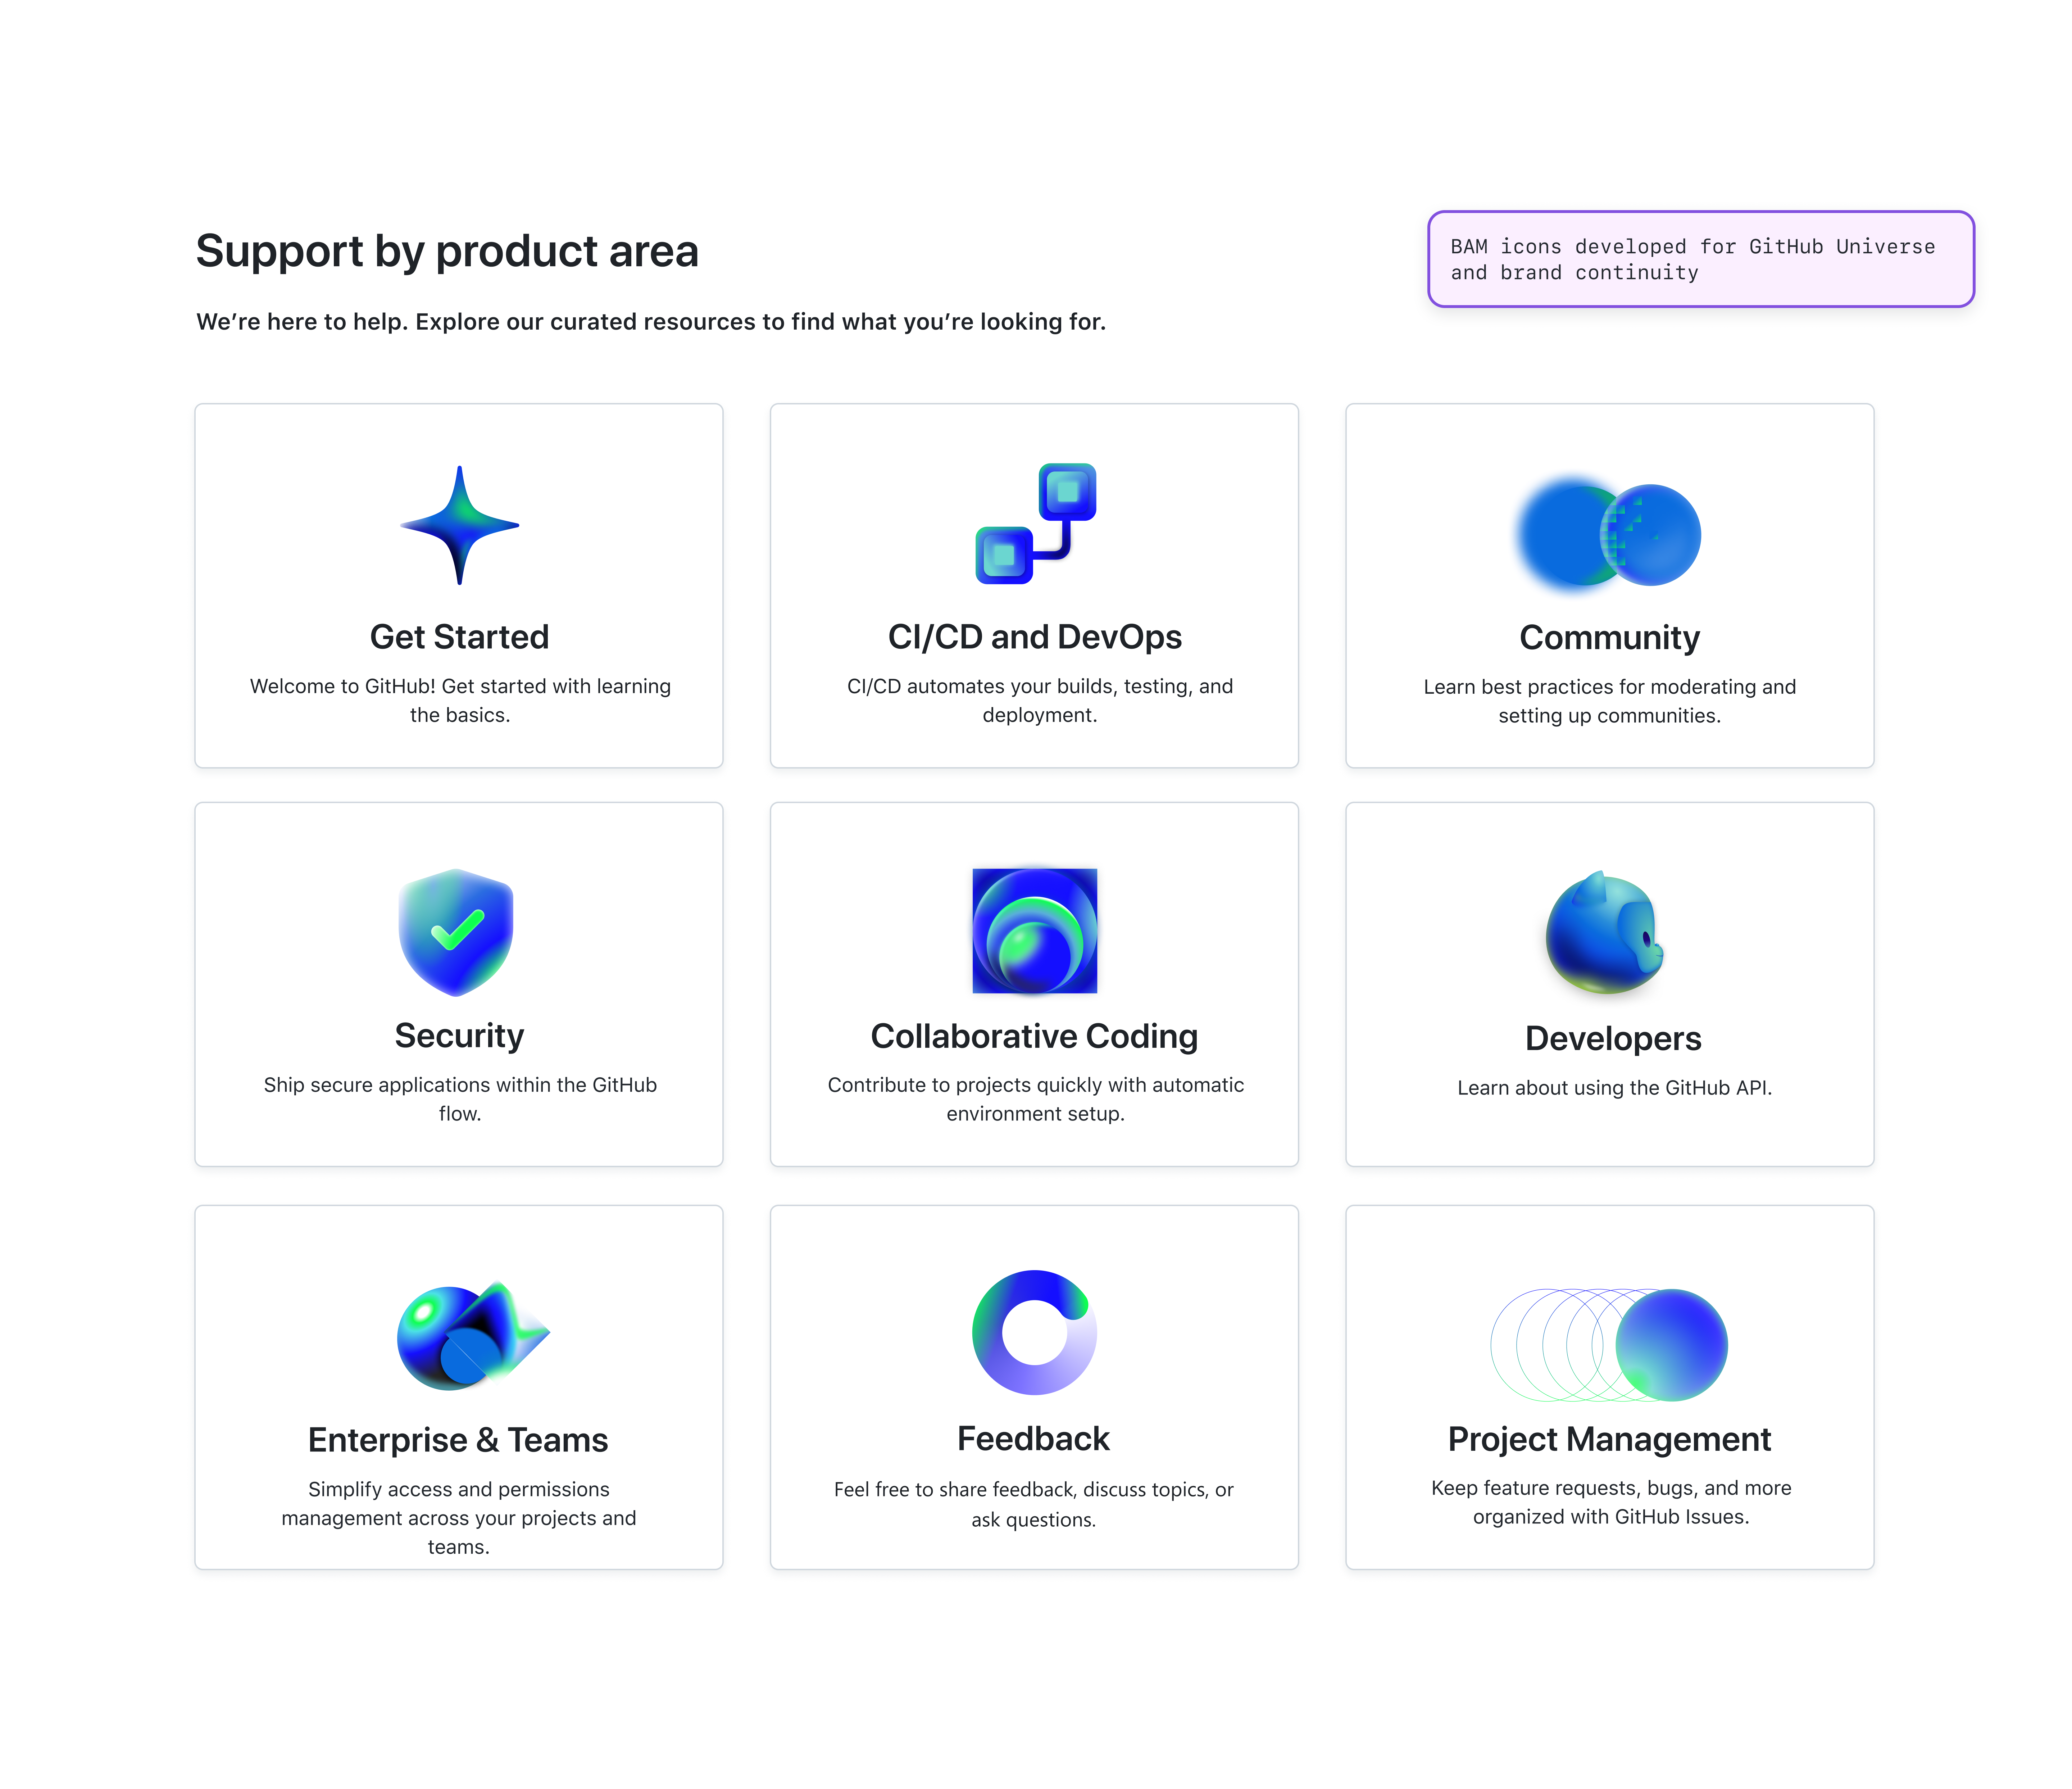 Support by product area
BAM icons developed for GitHub Universe
and brand continuity
We’re here to help. Explore our curated resources to find what you’re looking for.
Get Started
Welcome to GitHub! Get started with learning
the basics.
CI/CD and DevOps
CI/CD automates your builds, testing, and
deployment.
Community
Learn best practices for moderating and
setting up communities.
Security
Ship secure applications within the GitHub
flow.
Collaborative Coding
Contribute to projects quickly with automatic
environment setup.
Developers
Learn about using the GitHub API.
Enterprise & Teams
Simplify access and permissions
management across your projects and
teams.
Feedback
Feel free to share feedback, discuss topics, or
ask questions.
Project Management
Keep feature requests, bugs, and more
organized with GitHub Issues.